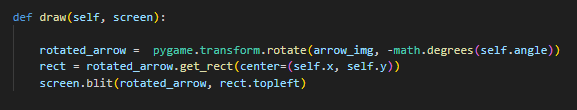 def draw(self, screen):
rotated_arrow =  pygame.transform.rotate(arrow_img, -math.degrees(self.angle))
rect = rotated_arrow.get_rect(center=(self.x, self.y))
screen.blit(rotated_arrow, rect.topleft)